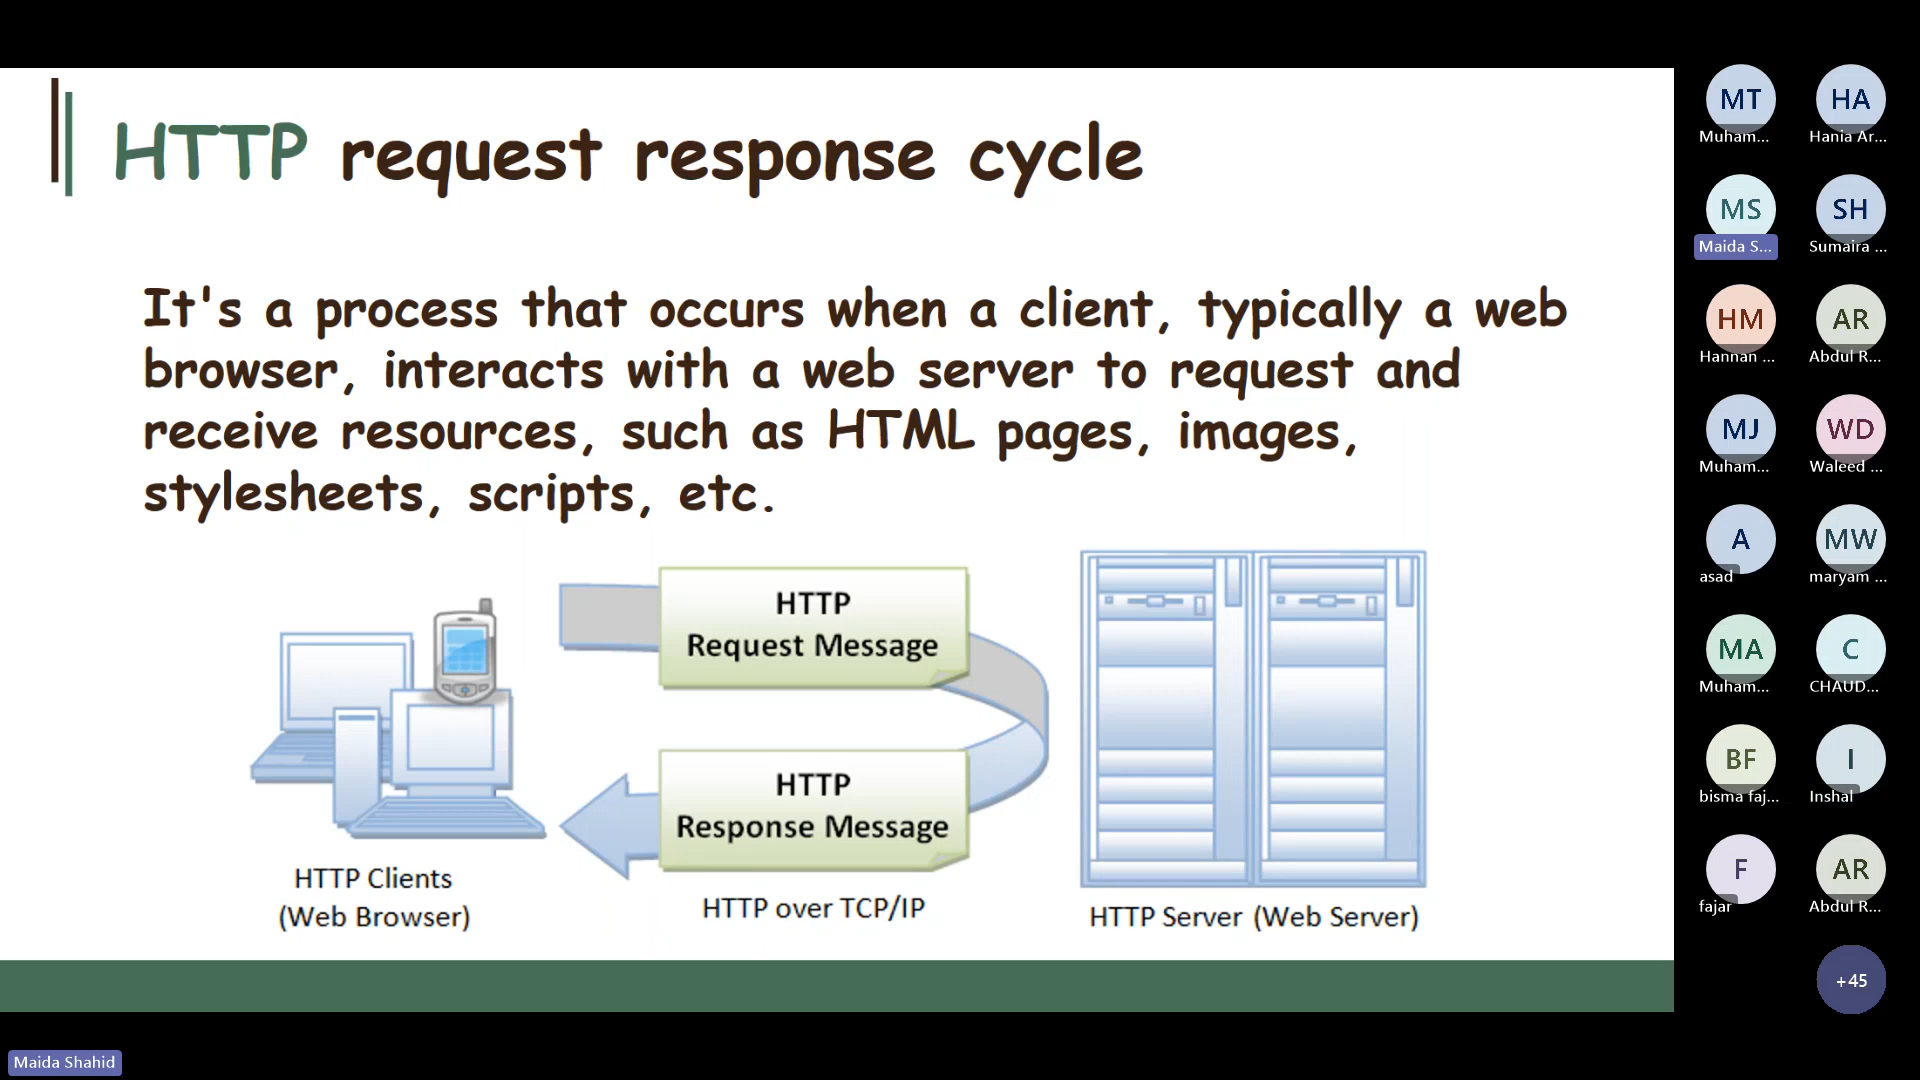 HTTP request response cycle
It's a process that occurs when a client, typically a web
browser, interacts with a web server to request and
receive resources, such as HTML pages, images,
stylesheets, scripts, etc.
HTTP
Request Message
HTTP
Response Message
HTTP Clients
(Web Browser)
HTTP over TCP/IP
HTTP Server (Web Server)
MT
Muham...
HA
Hania Ar...
MS
Maida S...
SH
Sumaira ...
HM
Hannan ...
AR
Abdul R...
MJ
Muham...
WD
Waleed ...
A
asad
MW
maryam ...
MA
Muham...
C
CHAUD...
BF
bisma faj...
I
Inshal
F
fajar
AR
Abdul R...
+45
Maida Shahid